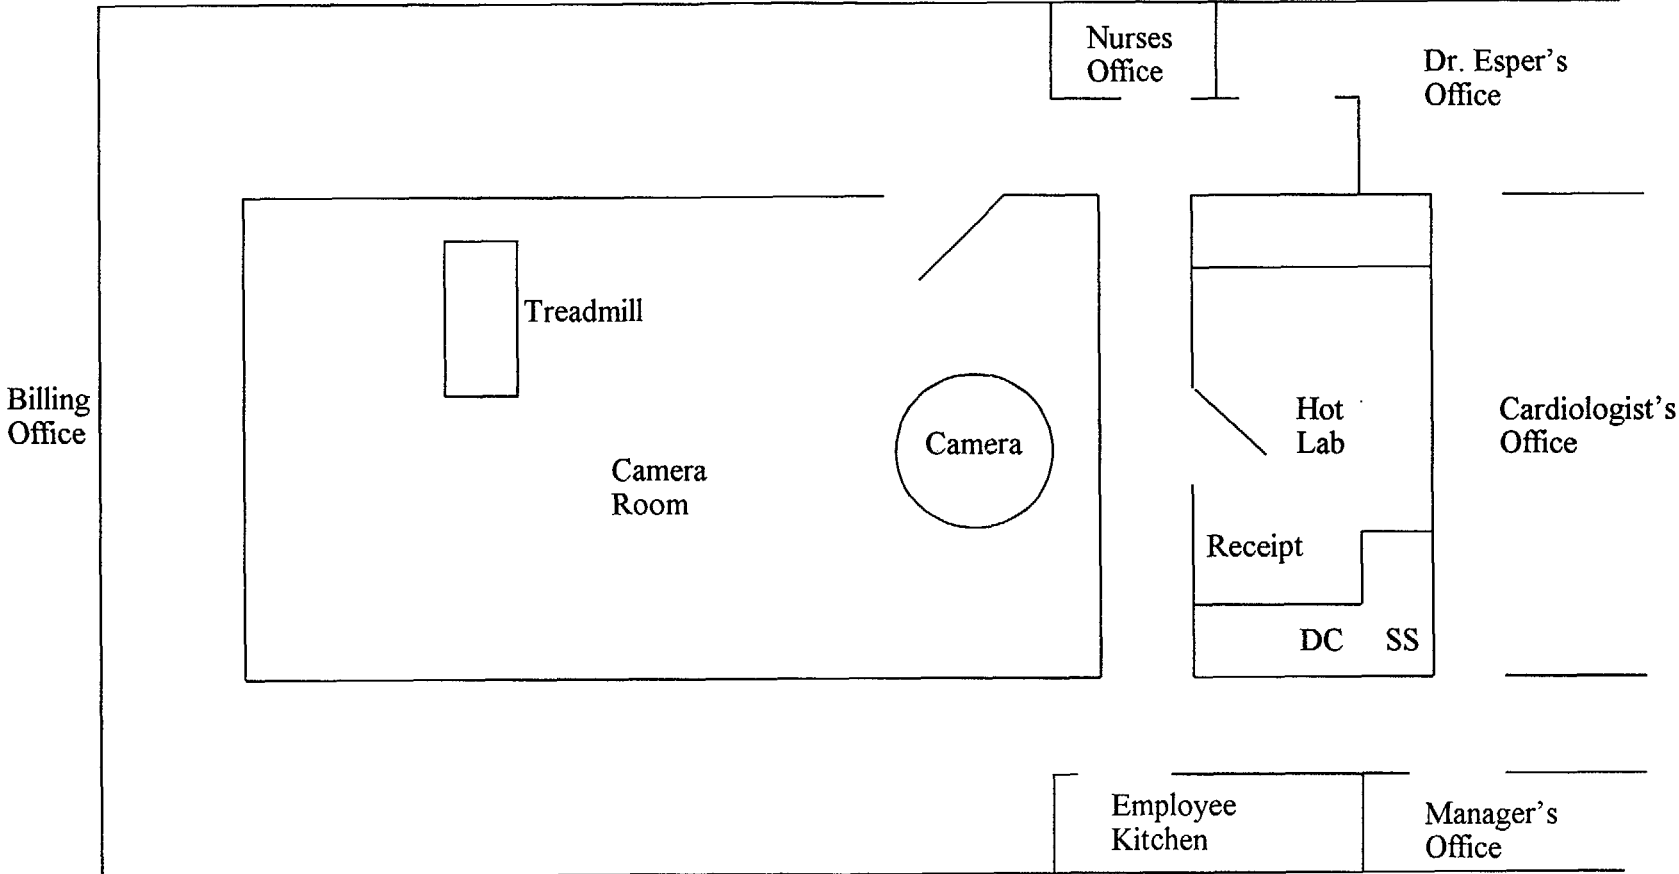 Nurses
Office
Dr. Esper's
Office
Treadmill
Billing
Office
Camera
Room
Camera
Hot
Lab
Cardiologist's
Office
Receipt
DC
SS
Employee
Kitchen
Manager's
Office